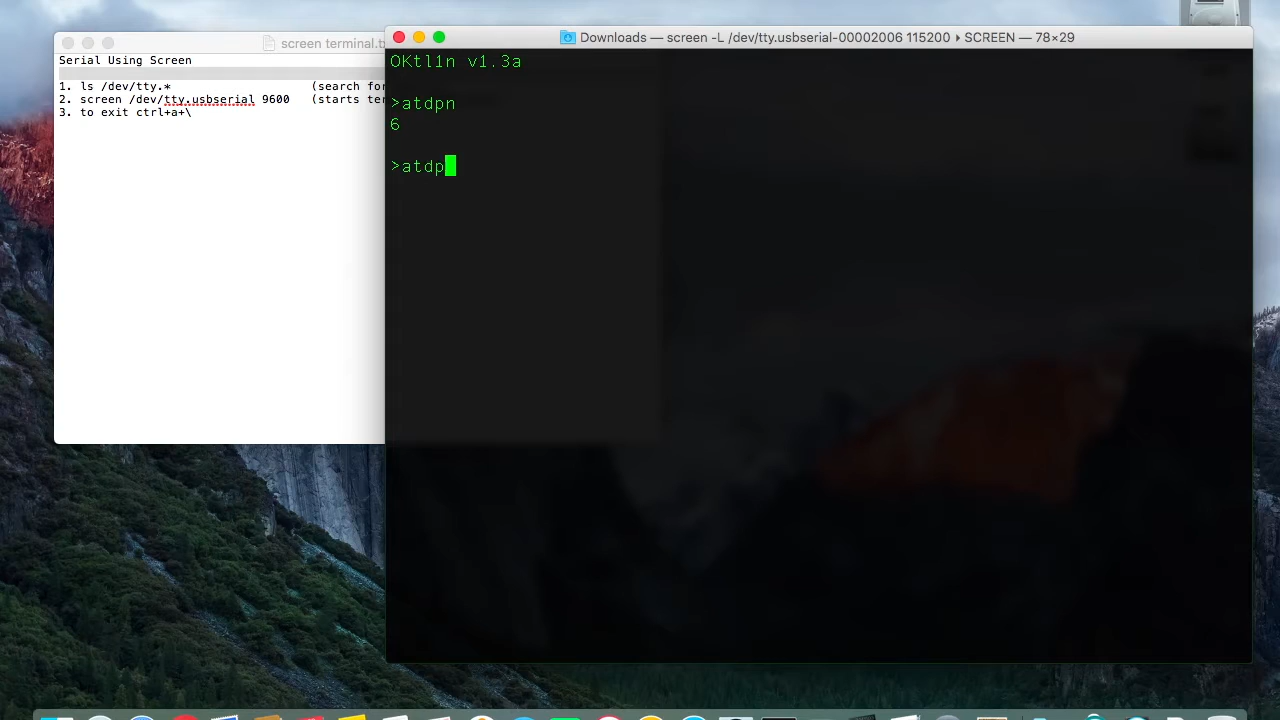 screen terminal.t
Serial Using Screen
1. ls /dev/tty.* (search for
2. screen /dev/tty.usbserial 9600 (starts ter
3. to exit ctrl+a+\
Downloads — screen -L /dev/tty.usbserial-00002006 115200 ▸ SCREEN — 78×29
OKtl1n v1.3a
>atdpn
6
>atdp